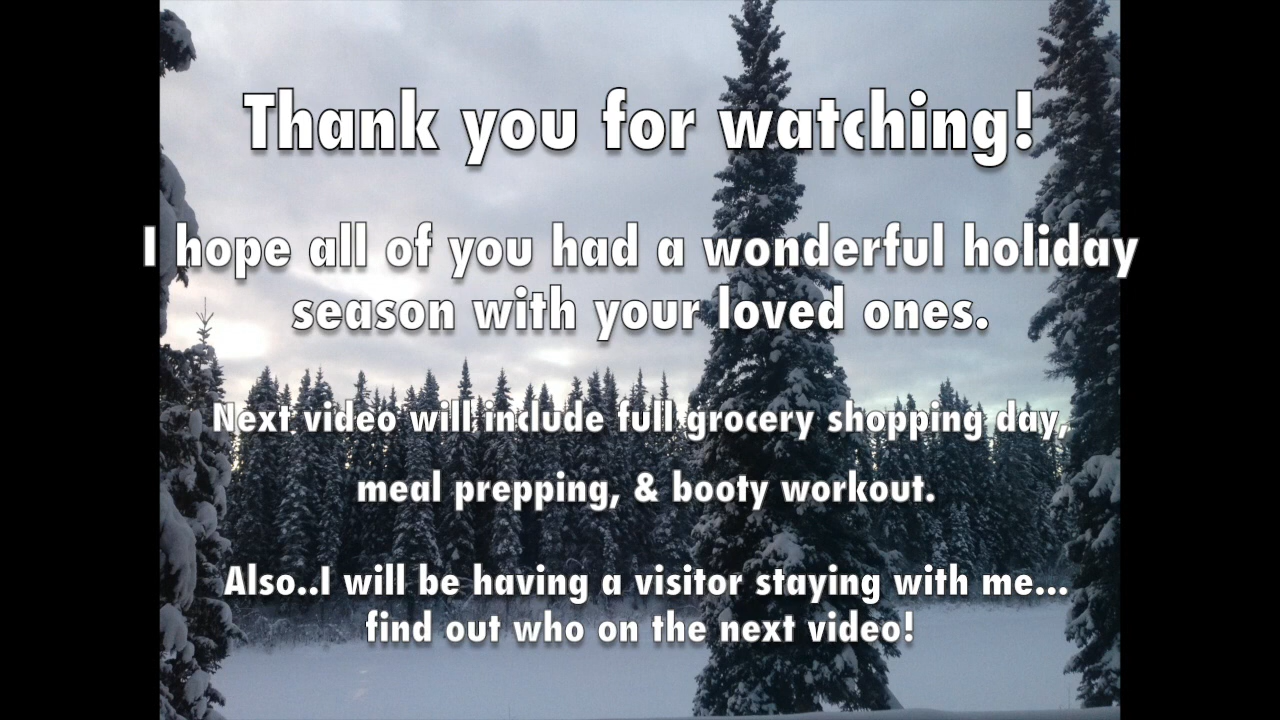 Thank you for watching!
I hope all of you had a wonderful holiday
season with your loved ones.
Next video will include full grocery shopping day,
meal prepping, & booty workout.
Also..I will be having a visitor staying with me...
find out who on the next video!